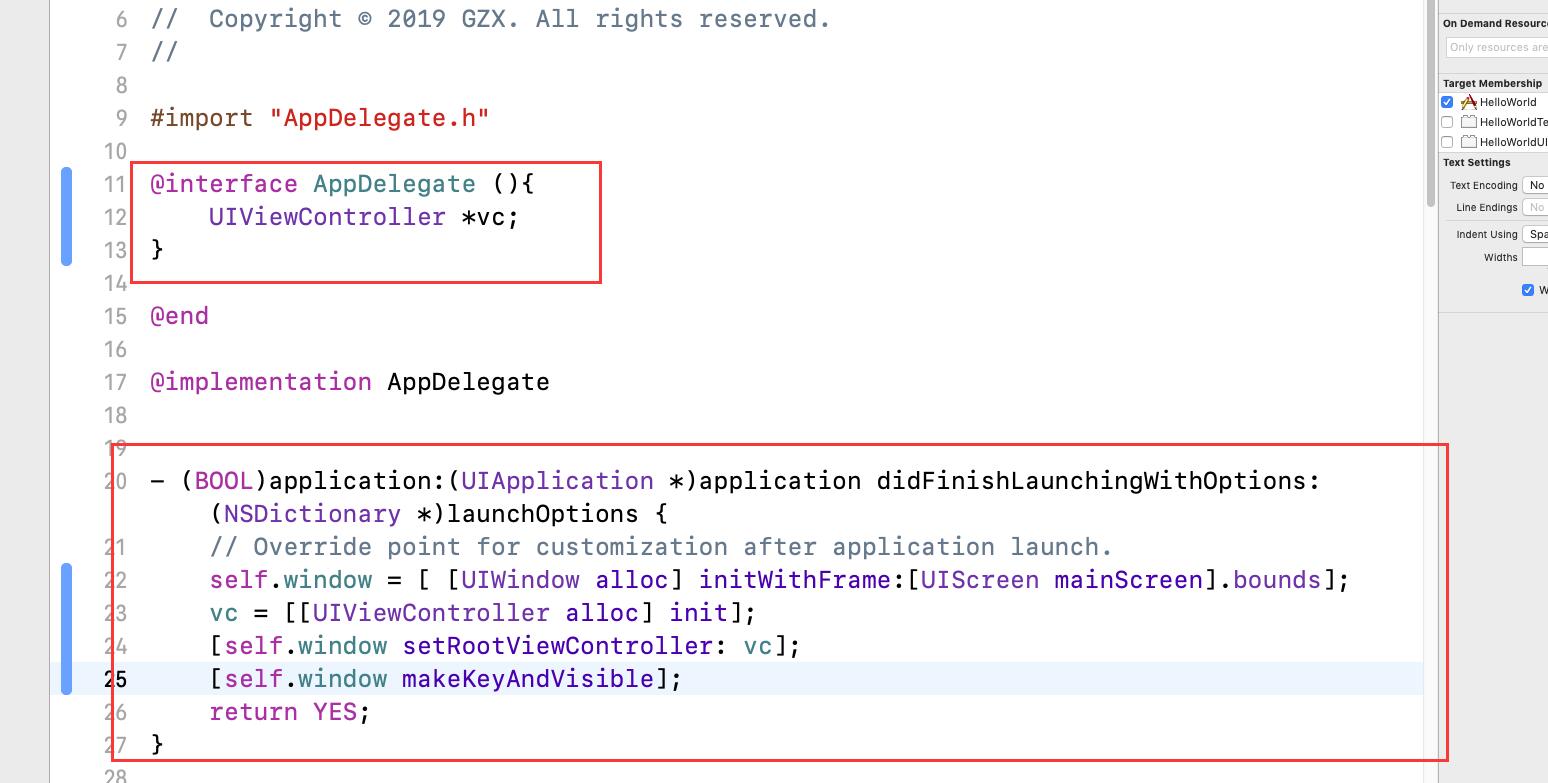 6 //  Copyright © 2019 GZX. All rights reserved.
7 //
8
9 #import "AppDelegate.h"
10
11 @interface AppDelegate (){
12     UIViewController *vc;
13 }
14
15 @end
16
17 @implementation AppDelegate
18
19
20 - (BOOL)application:(UIApplication *)application didFinishLaunchingWithOptions:
(NSDictionary *)launchOptions {
21     // Override point for customization after application launch.
22     self.window = [ [UIWindow alloc] initWithFrame:[UIScreen mainScreen].bounds];
23     vc = [[UIViewController alloc] init];
24     [self.window setRootViewController: vc];
25     [self.window makeKeyAndVisible];
26     return YES;
27 }
28
On Demand Resourc
Only resources are
Target Membership
HelloWorld
HelloWorldTe
HelloWorldUI
Text Settings
Text Encoding No
Line Endings No
Indent Using Spa
Widths
W